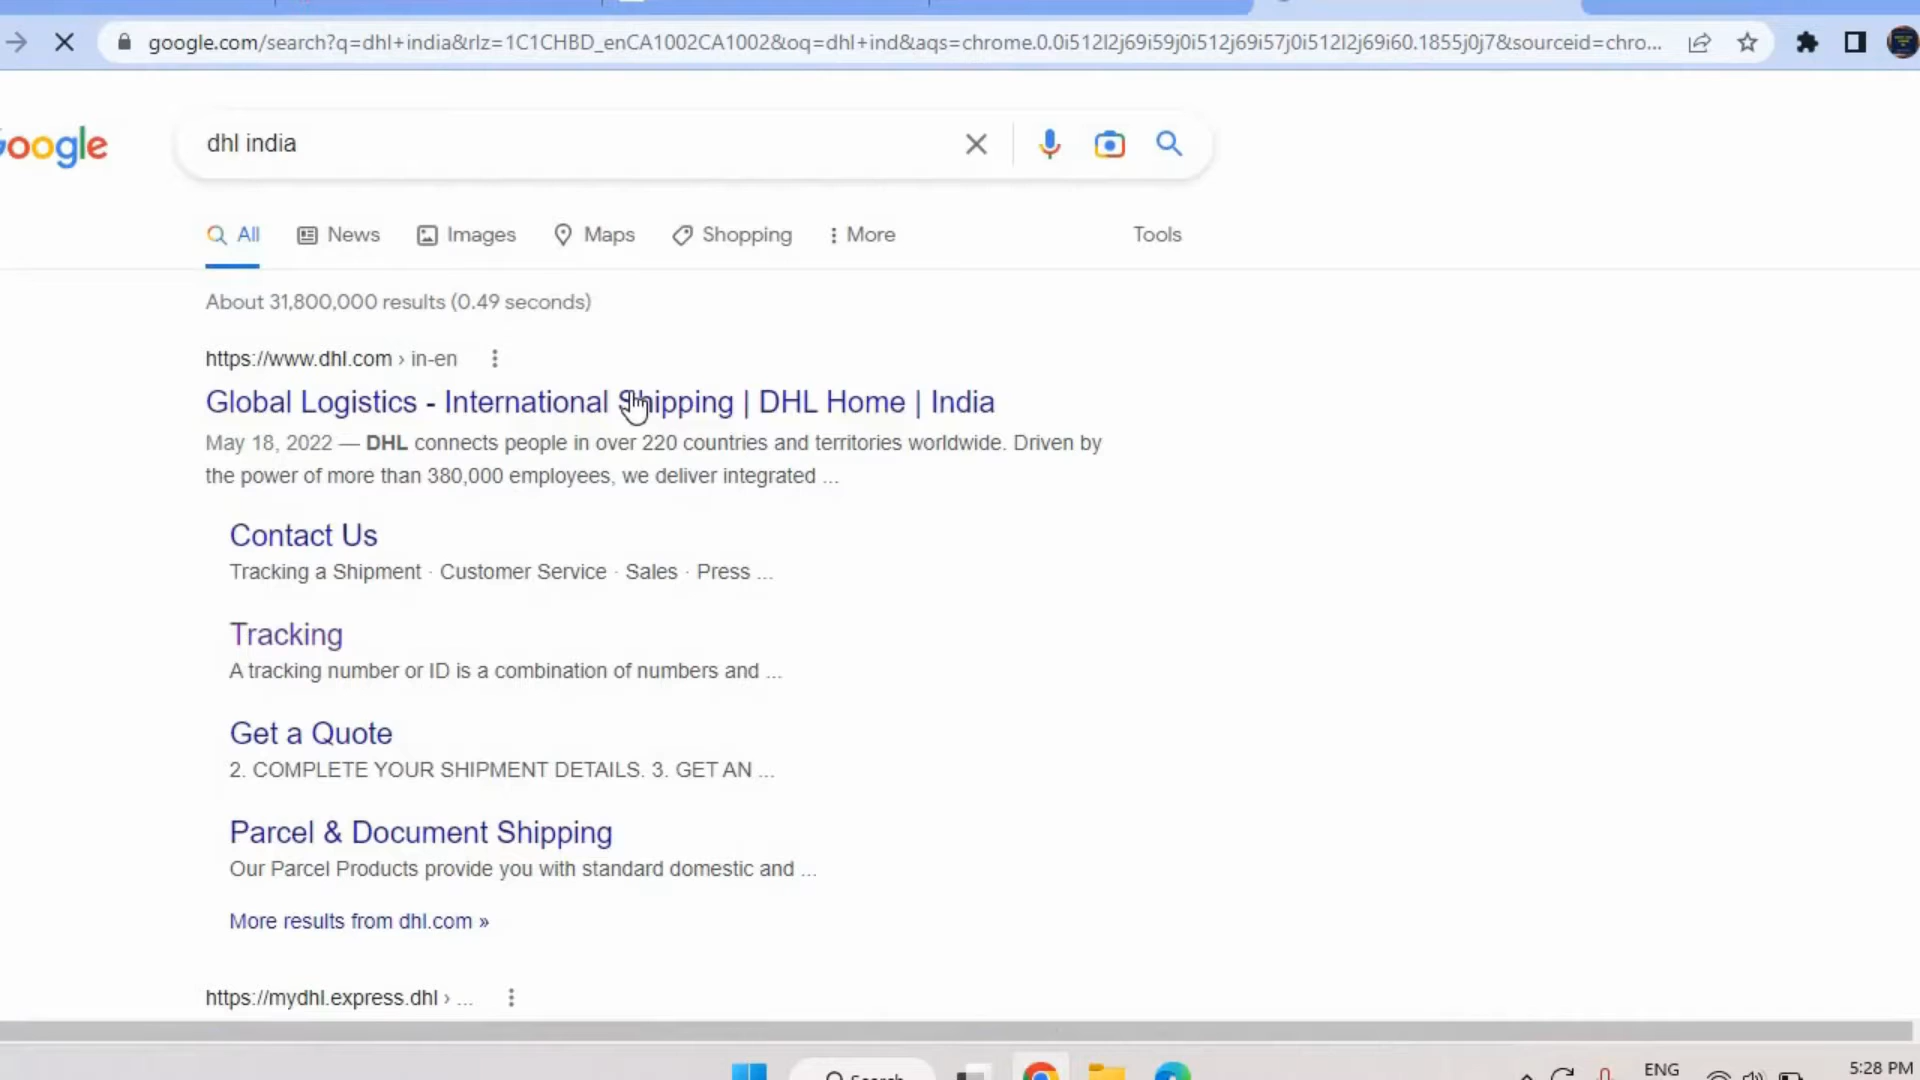 google.com/search?q=dhl+india&rlz=1C1CHBD_enCA1002CA1002&oq=dhl+ind&aqs=chrome.0.0i512l2j69i59j0i512j69i57j0i512l2j69i60.1855j0j7&sourceid=chro...
Google
dhl india
All
News
Images
Maps
Shopping
More
Tools
About 31,800,000 results (0.49 seconds)
https://www.dhl.com › in-en
Global Logistics - International Shipping | DHL Home | India
May 18, 2022 — DHL connects people in over 220 countries and territories worldwide. Driven by
the power of more than 380,000 employees, we deliver integrated ...
Contact Us
Tracking a Shipment · Customer Service · Sales · Press ...
Tracking
A tracking number or ID is a combination of numbers and ...
Get a Quote
2. COMPLETE YOUR SHIPMENT DETAILS. 3. GET AN ...
Parcel & Document Shipping
Our Parcel Products provide you with standard domestic and ...
More results from dhl.com »
https://mydhl.express.dhl › ...
Search
ENG
5:28 PM